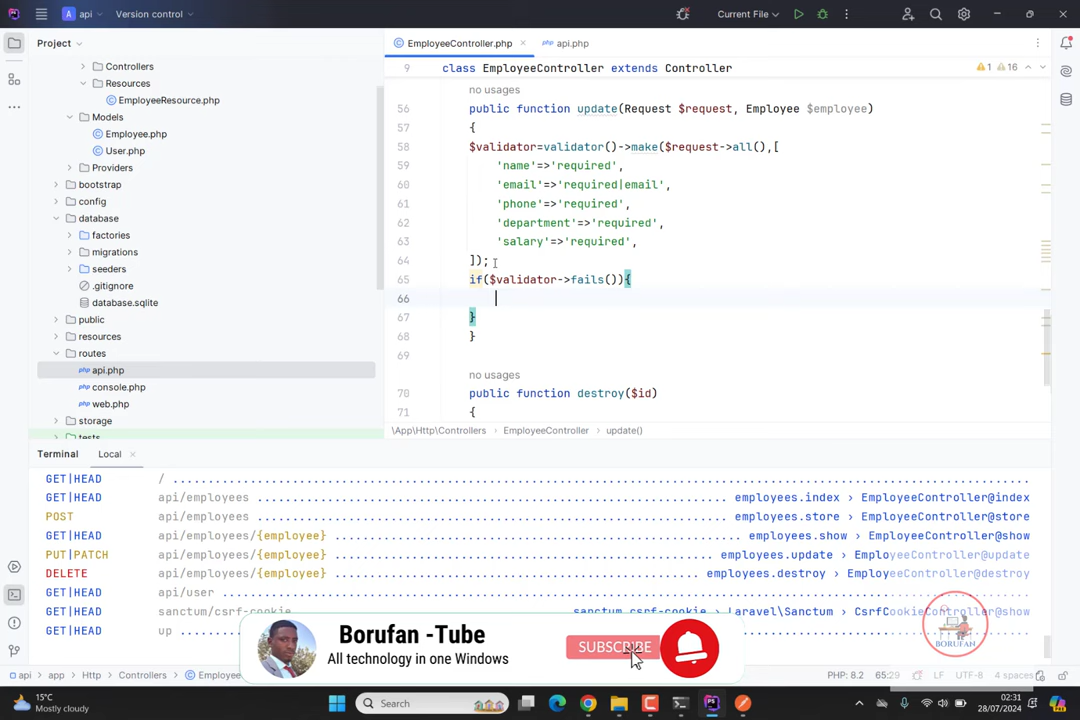 api
Version control
Current File
Project
EmployeeController.php
api.php
Controllers
Resources
EmployeeResource.php
Models
Employee.php
User.php
Providers
bootstrap
config
database
factories
migrations
seeders
.gitignore
database.sqlite
public
resources
routes
api.php
console.php
web.php
storage
tests
9 class EmployeeController extends Controller
1 16
no usages
56 public function update(Request $request, Employee $employee)
57 {
58 $validator=validator()->make($request->all(),[
59 'name'=>'required',
60 'email'=>'required|email',
61 'phone'=>'required',
62 'department'=>'required',
63 'salary'=>'required',
64 ]);
65 if($validator->fails()){
66
67 }
68 }
69
no usages
70 public function destroy($id)
71 {
\App\Http\Controllers EmployeeController update()
Terminal Local
GET|HEAD / ....................................................................................................
GET|HEAD api/employees .............................................................. employees.index › EmployeeController@index
POST api/employees .............................................................. employees.store › EmployeeController@store
GET|HEAD api/employees/{employee} .................................................... employees.show › EmployeeController@show
PUT|PATCH api/employees/{employee} ................................................ employees.update › EmployeeController@update
DELETE api/employees/{employee} ............................................... employees.destroy › EmployeeController@destroy
GET|HEAD api/user ....................................................................................................
GET|HEAD sanctum/csrf-cookie sanctum.csrf-cookie › Laravel\Sanctum › CsrfCookieController@show
GET|HEAD up
Borufan -Tube
All technology in one Windows
SUBSCRIBE
BORUFAN
api app Http Controllers Employee
PHP: 8.2 65:29 LF UTF-8 4 spaces
15°C
Mostly cloudy
Search
PS
02:31
28/07/2024